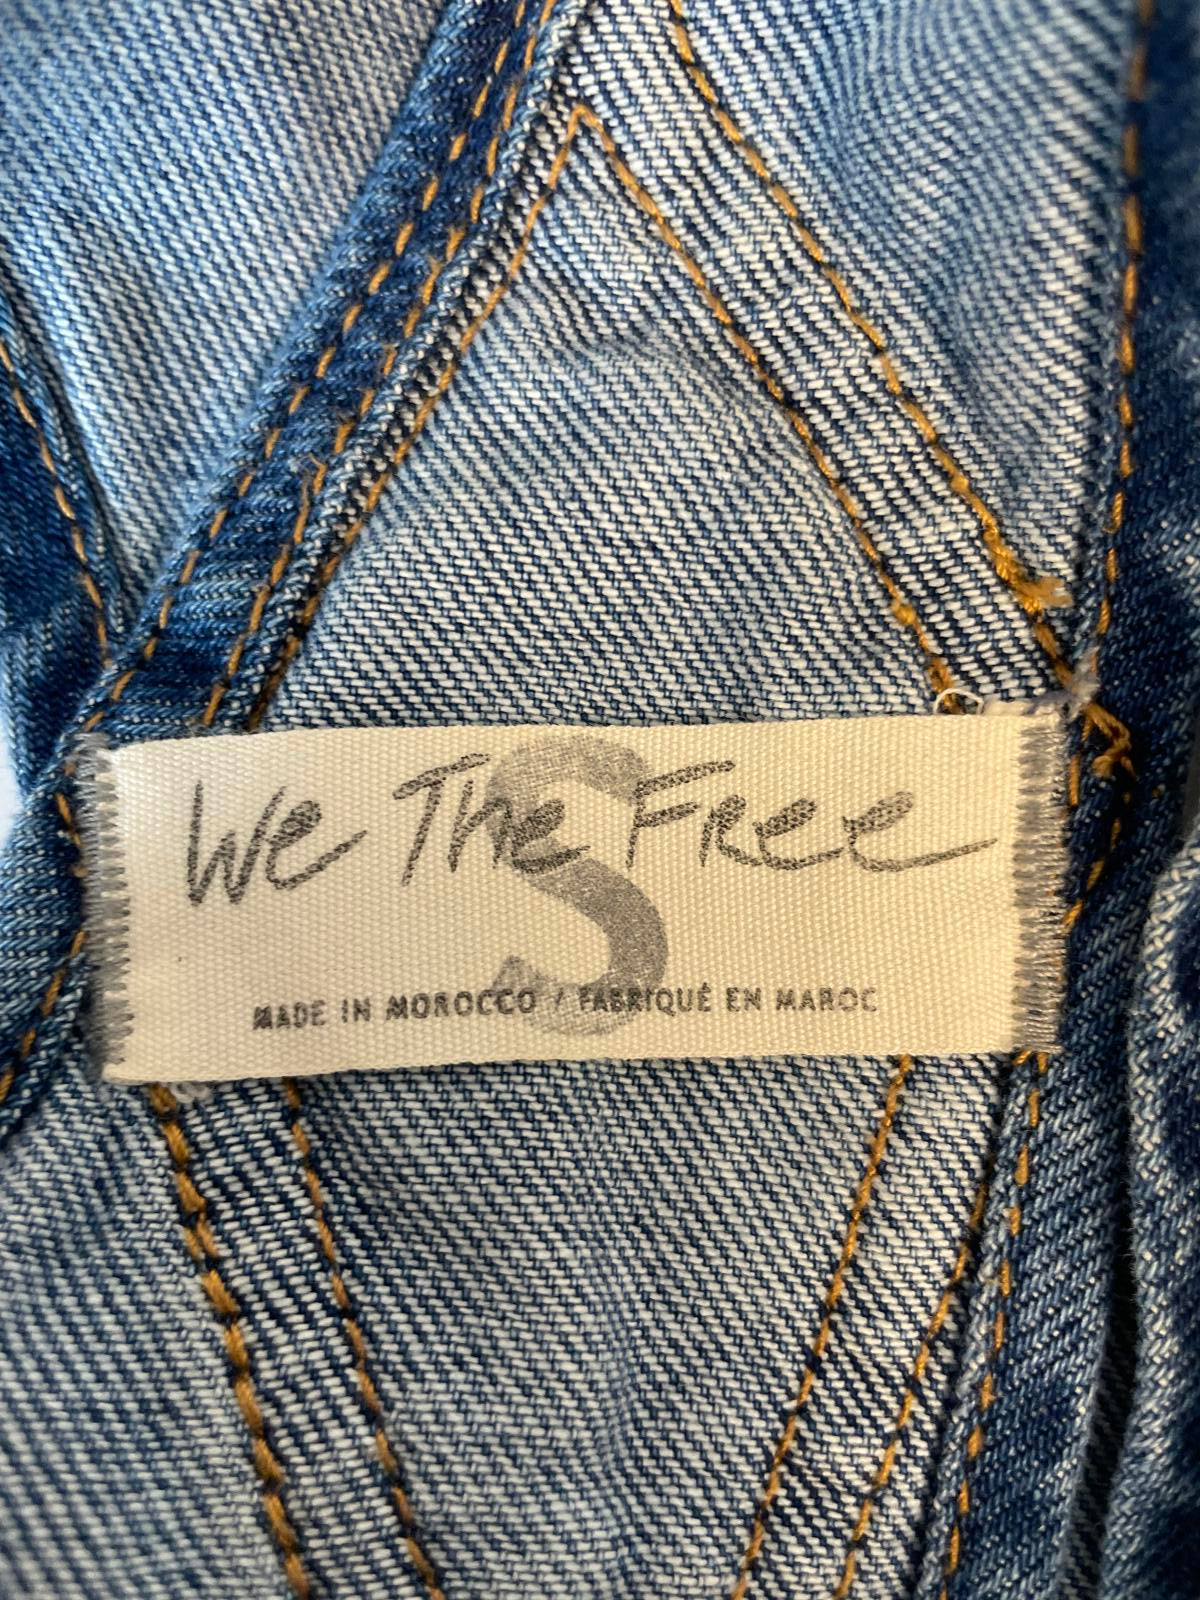 We The Free
S
MADE IN MOROCCO / FABRIQUÉ EN MAROC